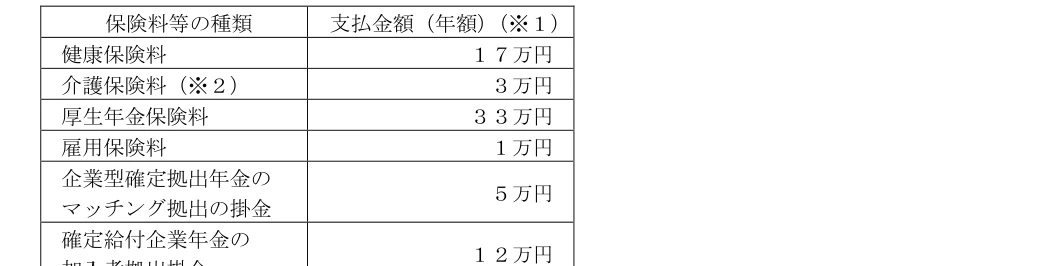 保険料等の種類 支払金額（年額）（※１）
健康保険料 １７万円
介護保険料（※２） ３万円
厚生年金保険料 ３３万円
雇用保険料 １万円
企業型確定拠出年金の
マッチング拠出の掛金 ５万円
確定給付企業年金の
１２万円